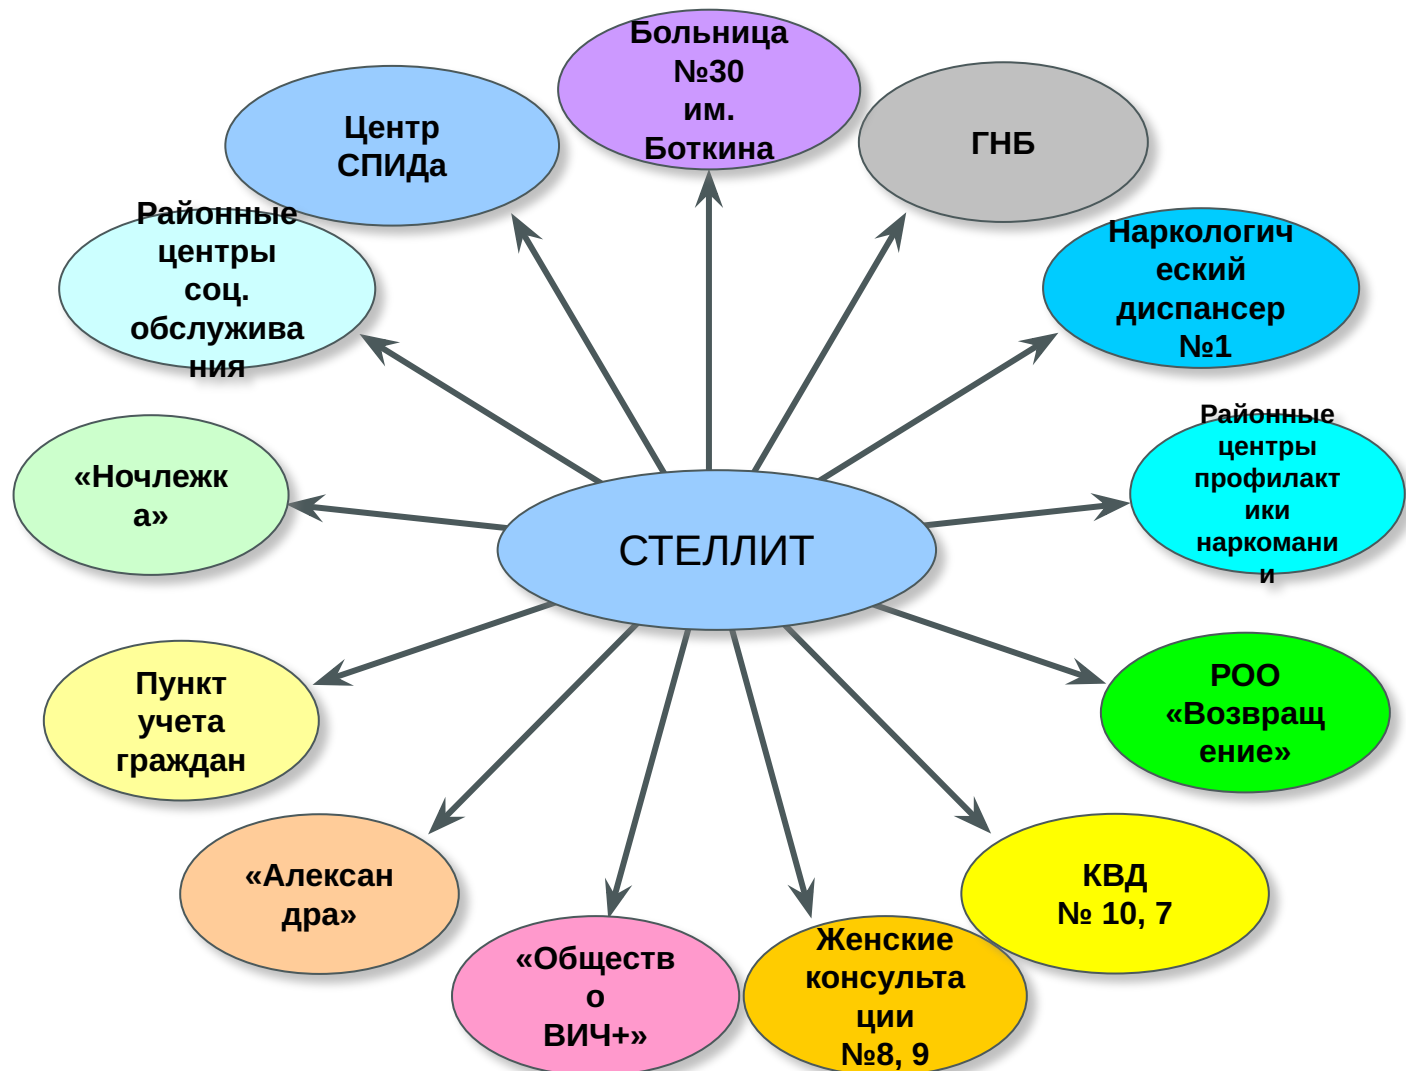 Больница
№30
им.
Боткина
Центр
СПИДа
ГНБ
Районные
центры
соц.
обслужива
ния
Наркологич
еский
диспансер
№1
«Ночлежк
а»
Районные
центры
профилакт
ики
наркомани
и
СТЕЛЛИТ
Пункт
учета
граждан
РОО
«Возвращ
ение»
«Алексан
дра»
КВД
№ 10, 7
«Обществ
о
ВИЧ+»
Женские
консульта
ции
№8, 9